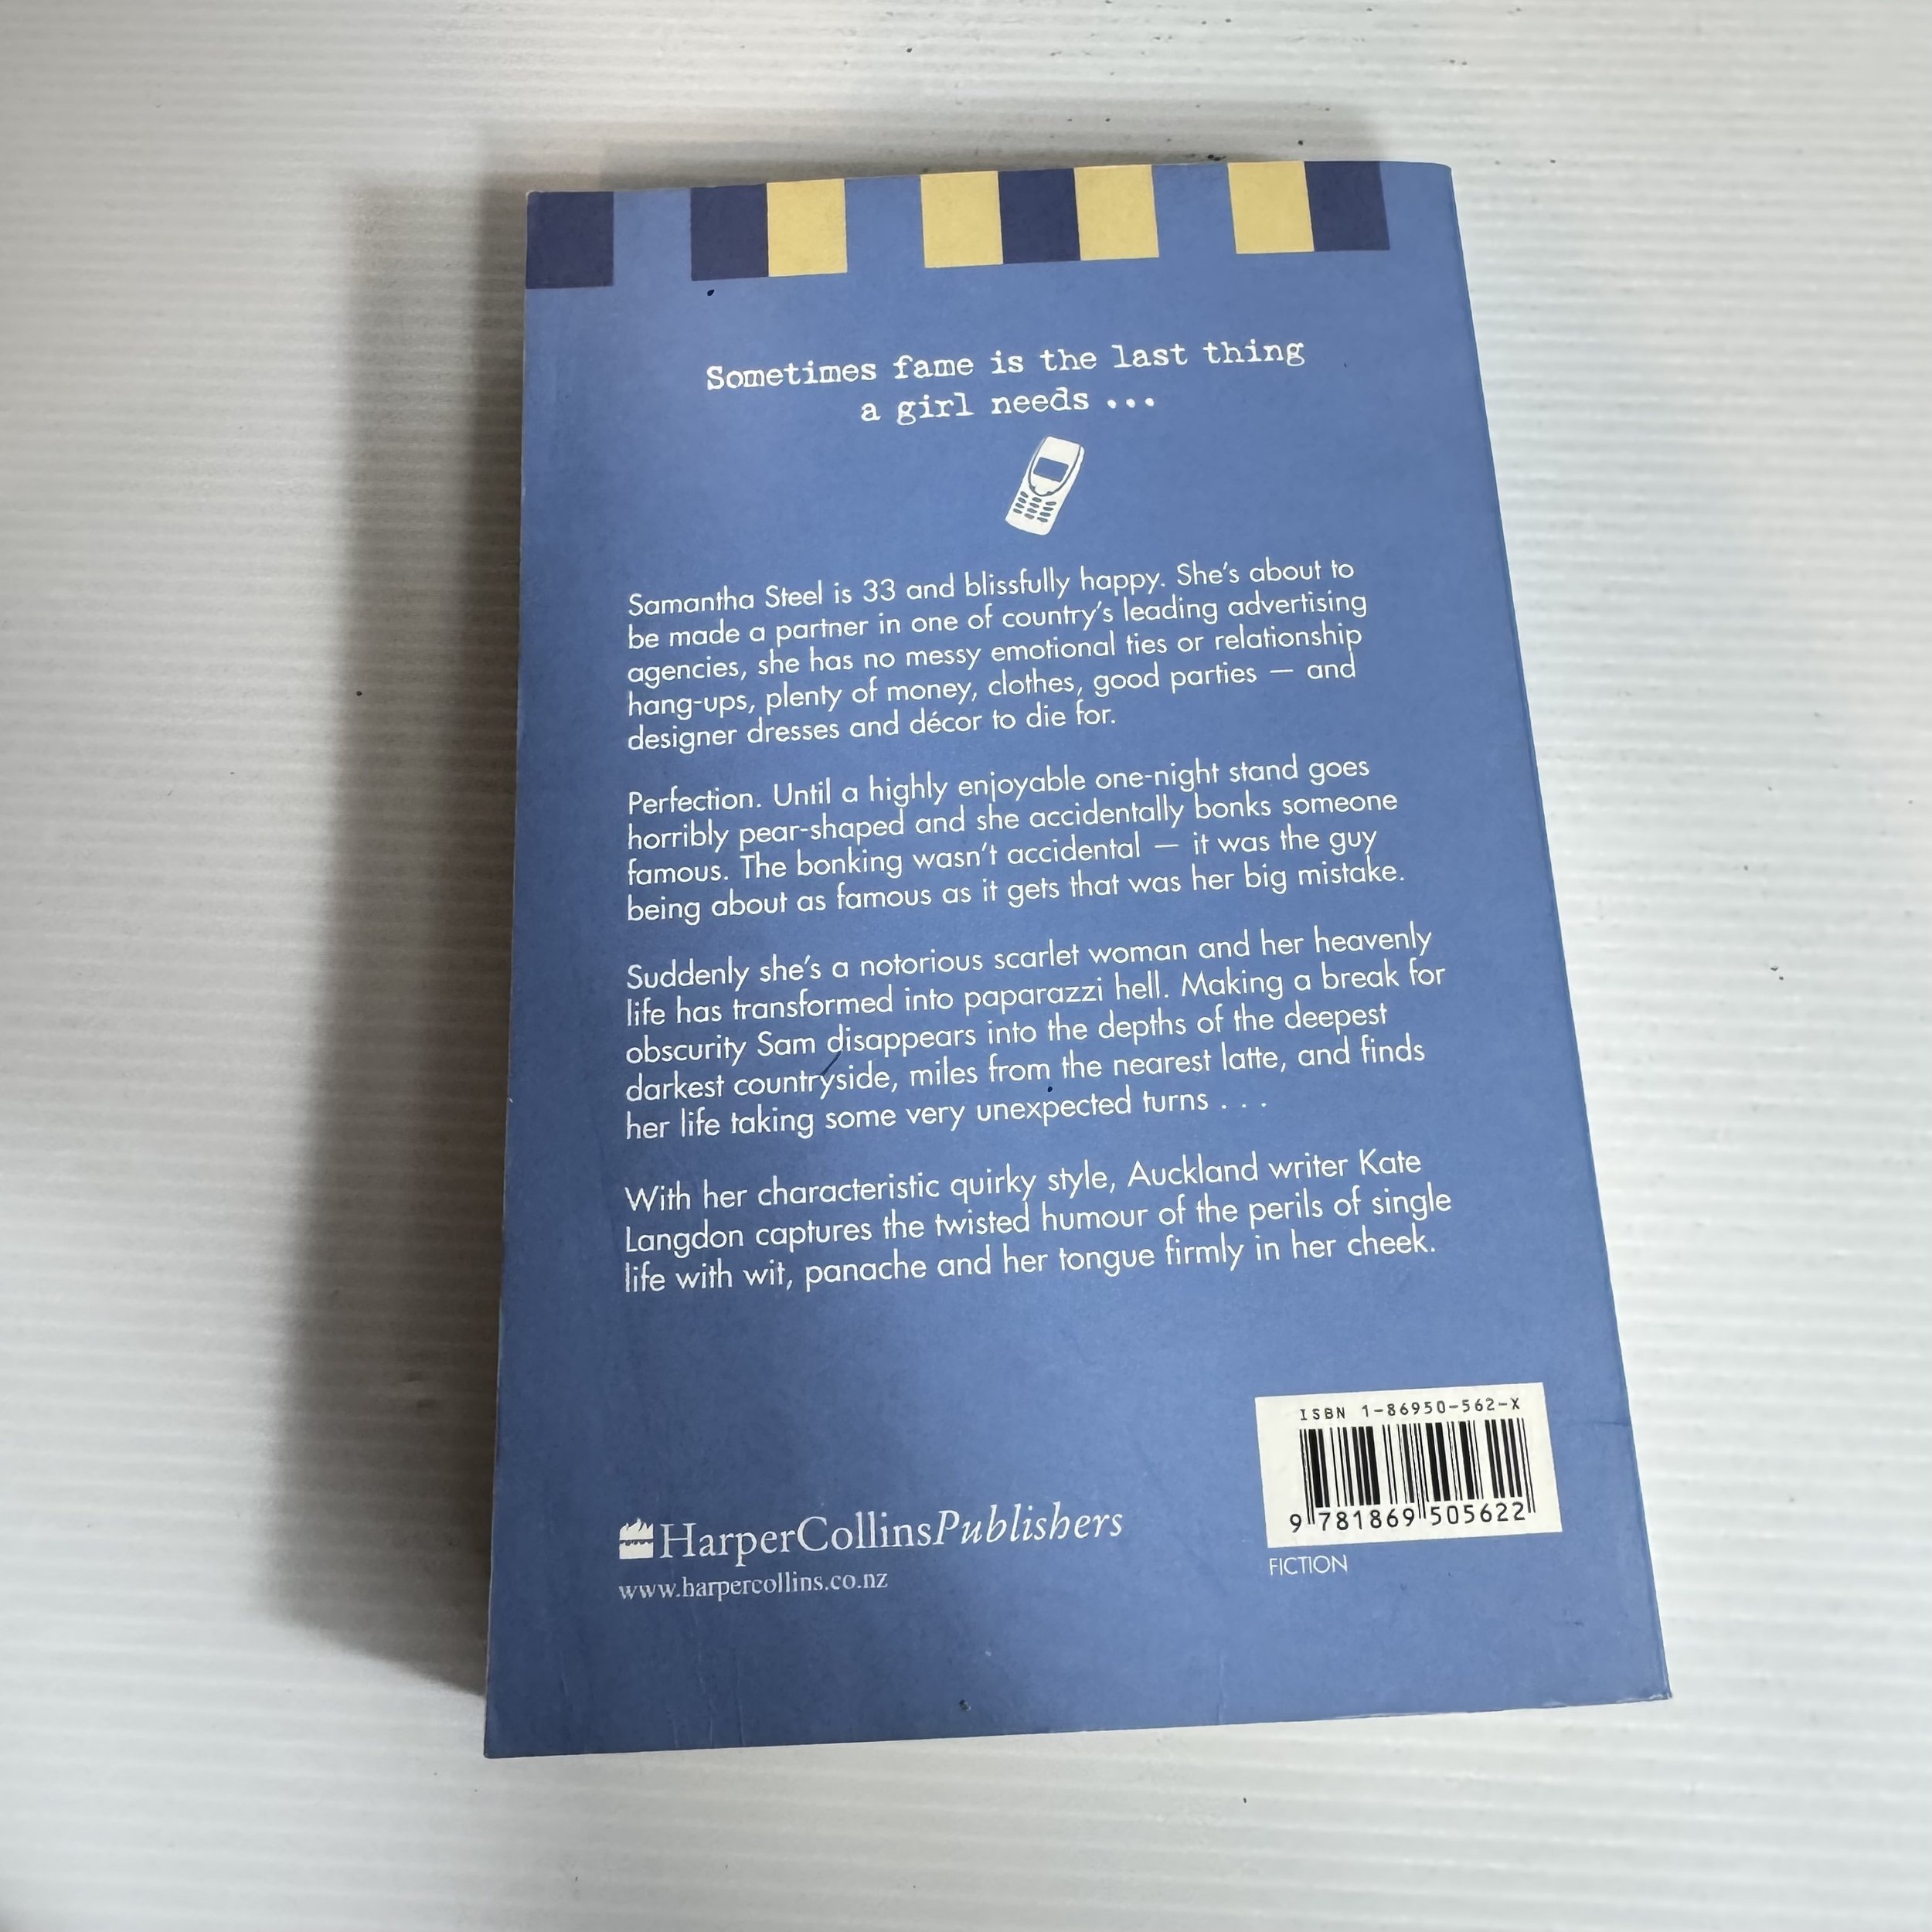 Sometimes fame is the last thing
a girl needs ...
Samantha Steel is 33 and blissfully happy. She's about to
be made a partner in one of country's leading advertising
agencies, she has no messy emotional ties or relationship
hang-ups, plenty of money, clothes, good parties — and
designer dresses and décor to die for.
Perfection. Until a highly enjoyable one-night stand goes
horribly pear-shaped and she accidentally bonks someone
famous. The bonking wasn't accidental — it was the guy
being about as famous as it gets that was her big mistake.
Suddenly she's a notorious scarlet woman and her heavenly
life has transformed into paparazzi hell. Making a break for
obscurity Sam disappears into the depths of the deepest
darkest countryside, miles from the nearest latte, and finds
her life taking some very unexpected turns . . .
With her characteristic quirky style, Auckland writer Kate
Langdon captures the twisted humour of the perils of single
life with wit, panache and her tongue firmly in her cheek.
ISBN 1-86950-562-X
9 781869 505622
FICTION
HarperCollinsPublishers
www.harpercollins.co.nz